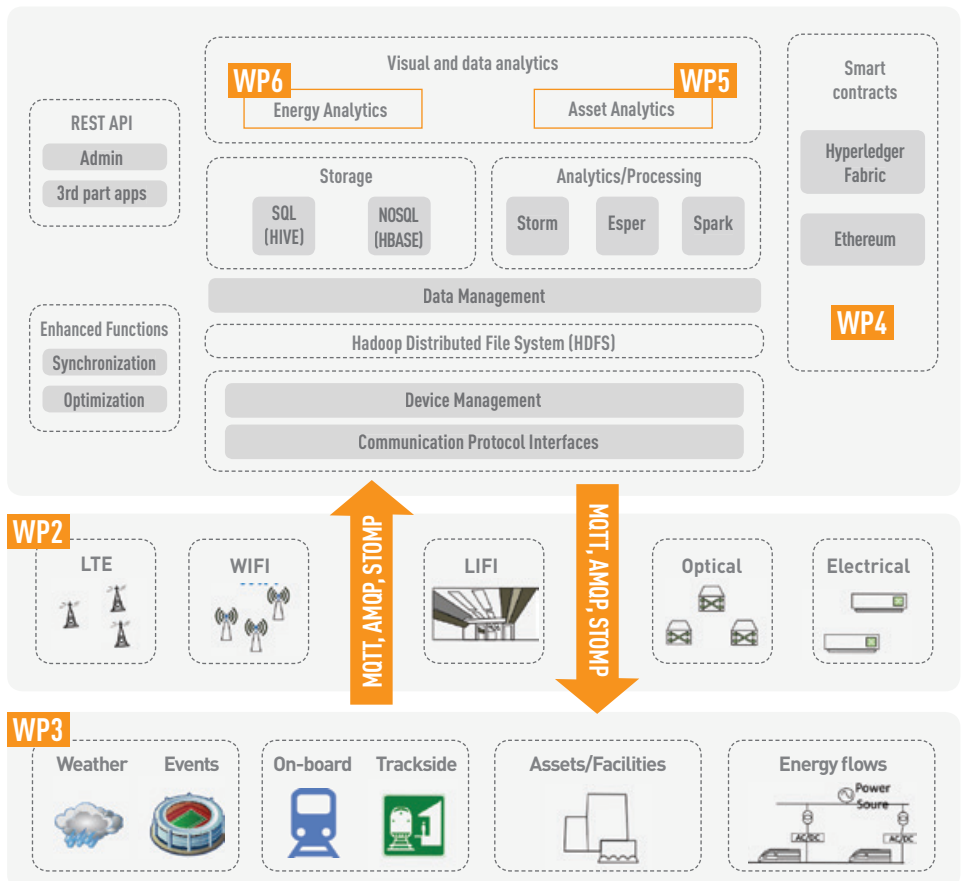 Visual and data analytics
WP6
Energy Analytics
WP5
Asset Analytics
REST API
Admin
3rd part apps
Storage
SQL
(HIVE)
NOSQL
(HBASE)
Analytics/Processing
Storm
Esper
Spark
Smart
contracts
Hyperledger
Fabric
Ethereum
WP4
Data Management
Hadoop Distributed File System (HDFS)
Enhanced Functions
Synchronization
Optimization
Device Management
Communication Protocol Interfaces
MQTT, AMQP, STOMP
MQTT, AMQP, STOMP
WP2
LTE
WIFI
LIFI
Optical
Electrical
WP3
Weather
Events
On-board
Trackside
Assets/Facilities
Energy flows
Power
Soure
AC/DC
AC/DC